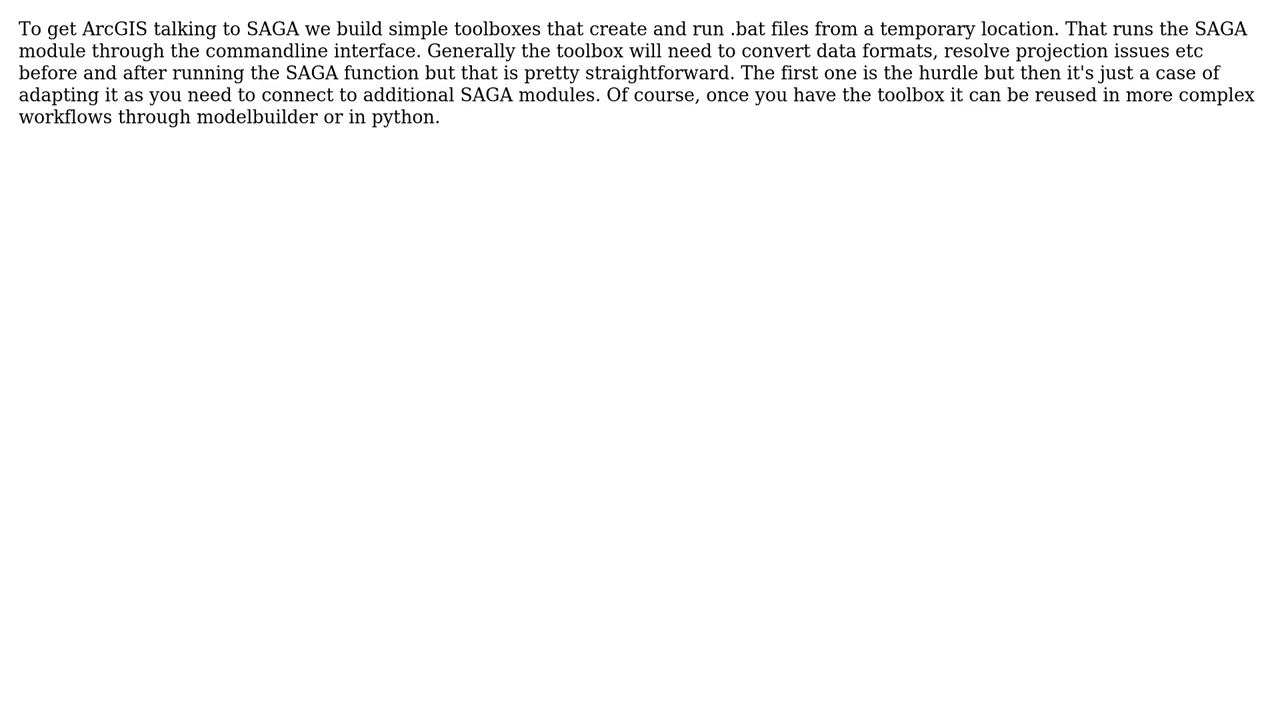 To get ArcGIS talking to SAGA we build simple toolboxes that create and run .bat files from a temporary location. That runs the SAGA
module through the commandline interface. Generally the toolbox will need to convert data formats, resolve projection issues etc
before and after running the SAGA function but that is pretty straightforward. The first one is the hurdle but then it's just a case of
adapting it as you need to connect to additional SAGA modules. Of course, once you have the toolbox it can be reused in more complex
workflows through modelbuilder or in python.